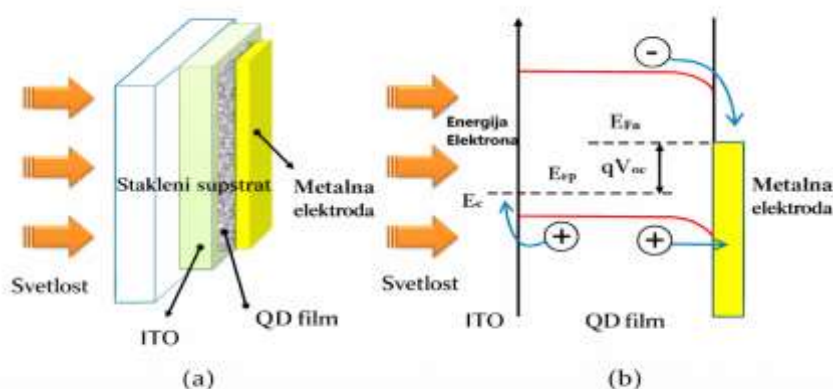 Stakleni supstrat
Metalna
elektroda
Svetlost
QD film
ITO
(a)
Energija
Elektrona
E_Fn
E_Fp
qV_oc
E_c
-
+
+
Metalna
elektroda
Svetlost
ITO
QD film
(b)